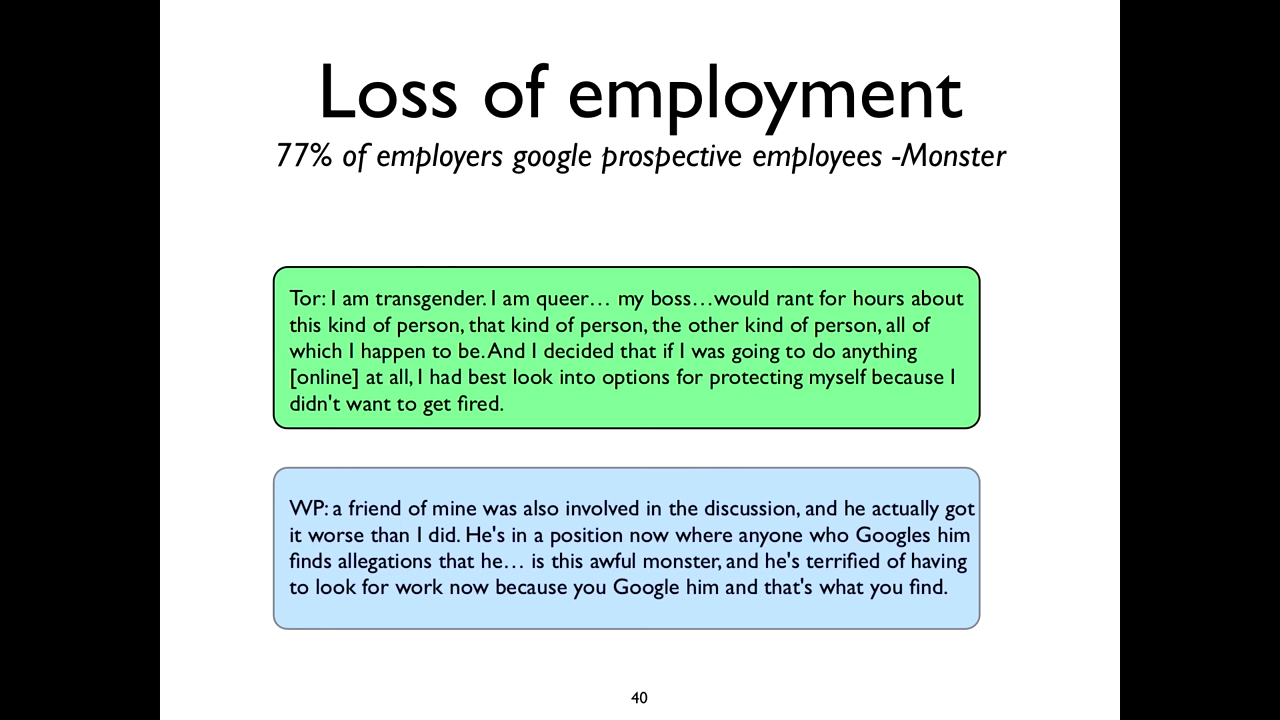 Loss of employment
77% of employers google prospective employees -Monster
Tor: I am transgender. I am queer… my boss…would rant for hours about
this kind of person, that kind of person, the other kind of person, all of
which I happen to be. And I decided that if I was going to do anything
[online] at all, I had best look into options for protecting myself because I
didn't want to get fired.
WP: a friend of mine was also involved in the discussion, and he actually got
it worse than I did. He's in a position now where anyone who Googles him
finds allegations that he… is this awful monster, and he's terrified of having
to look for work now because you Google him and that's what you find.
40